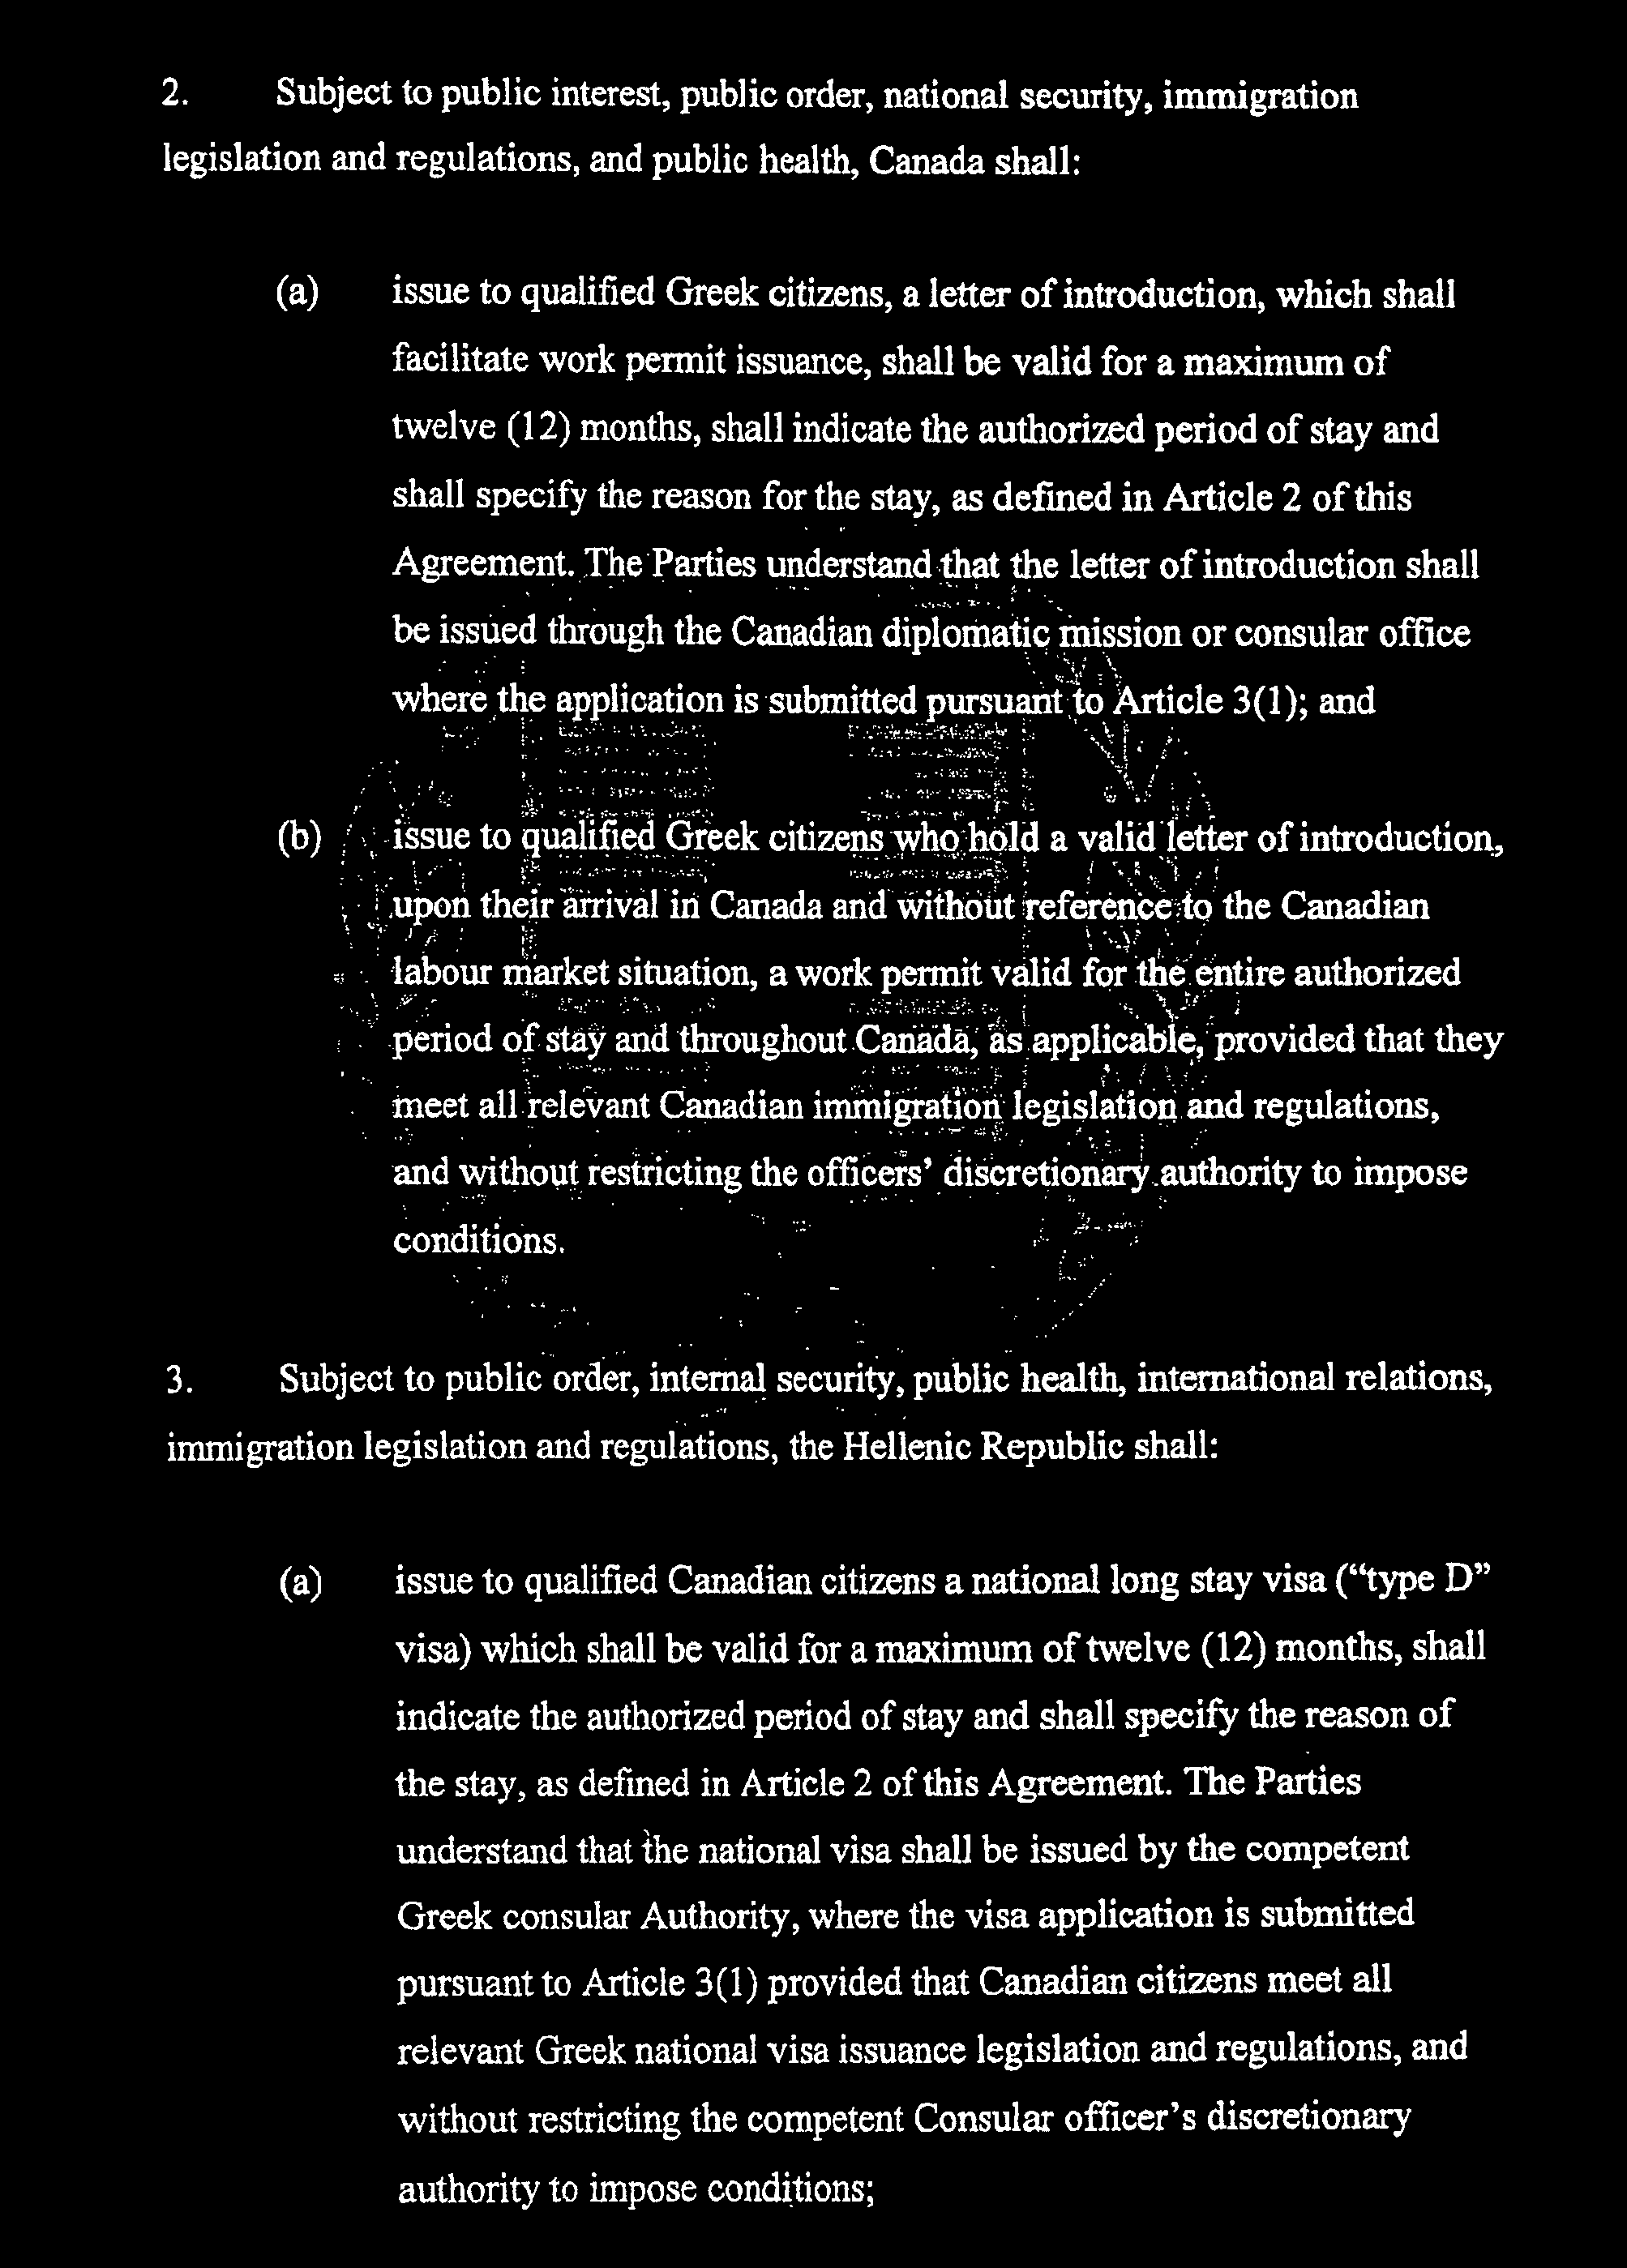 2. Subject to public interest, public order, national security, immigration
legislation and regulations, and public health, Canada shall:
(a) issue to qualified Greek citizens, a letter of introduction, which shall
facilitate work permit issuance, shall be valid for a maximum of
twelve (12) months, shall indicate the authorized period of stay and
shall specify the reason for the stay, as defined in Article 2 of this
Agreement. The Parties understand that the letter of introduction shall
be issued through the Canadian diplomatic mission or consular office
where the application is submitted pursuant to Article 3(1); and
(b) issue to qualified Greek citizens who hold a valid letter of introduction,
upon their arrival in Canada and without reference to the Canadian
labour market situation, a work permit valid for the entire authorized
period of stay and throughout Canada, as applicable, provided that they
meet all relevant Canadian immigration legislation and regulations,
and without restricting the officers’ discretionary authority to impose
conditions.
3. Subject to public order, internal security, public health, international relations,
immigration legislation and regulations, the Hellenic Republic shall:
(a) issue to qualified Canadian citizens a national long stay visa (“type D”
visa) which shall be valid for a maximum of twelve (12) months, shall
indicate the authorized period of stay and shall specify the reason of
the stay, as defined in Article 2 of this Agreement. The Parties
understand that the national visa shall be issued by the competent
Greek consular Authority, where the visa application is submitted
pursuant to Article 3(1) provided that Canadian citizens meet all
relevant Greek national visa issuance legislation and regulations, and
without restricting the competent Consular officer’s discretionary
authority to impose conditions;